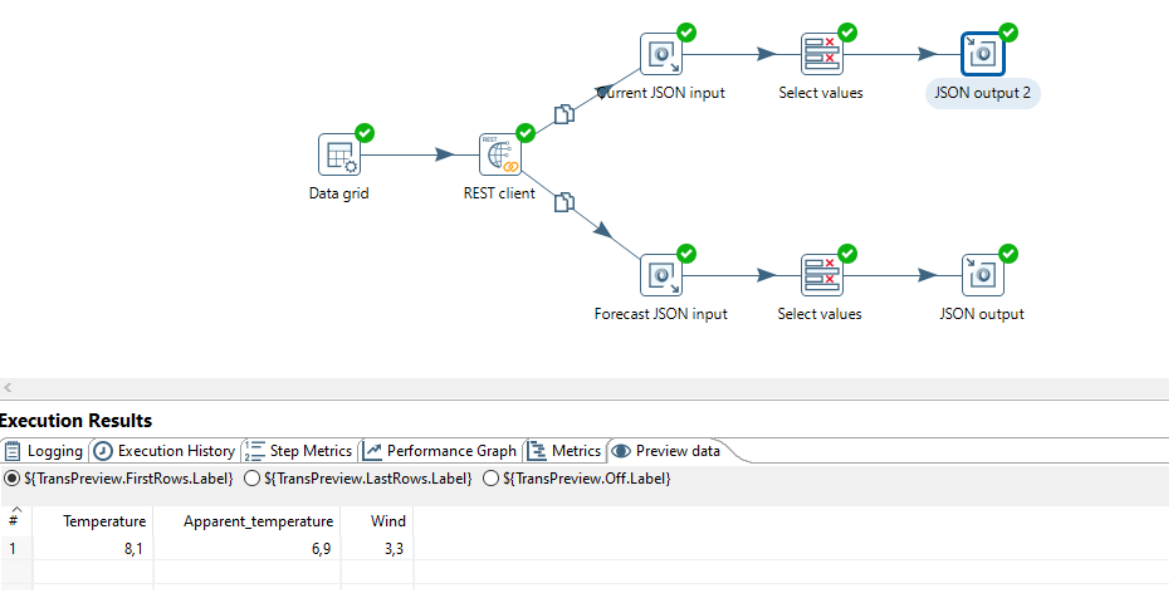 Current JSON input
Select values
JSON output 2
REST
Data grid
REST client
Forecast JSON input
Select values
JSON output
Execution Results
Logging Execution History Step Metrics Performance Graph Metrics Preview data
${TransPreview.FirstRows.Label} ${TransPreview.LastRows.Label} ${TransPreview.Off.Label}
# Temperature Apparent_temperature Wind
1 8,1 6,9 3,3